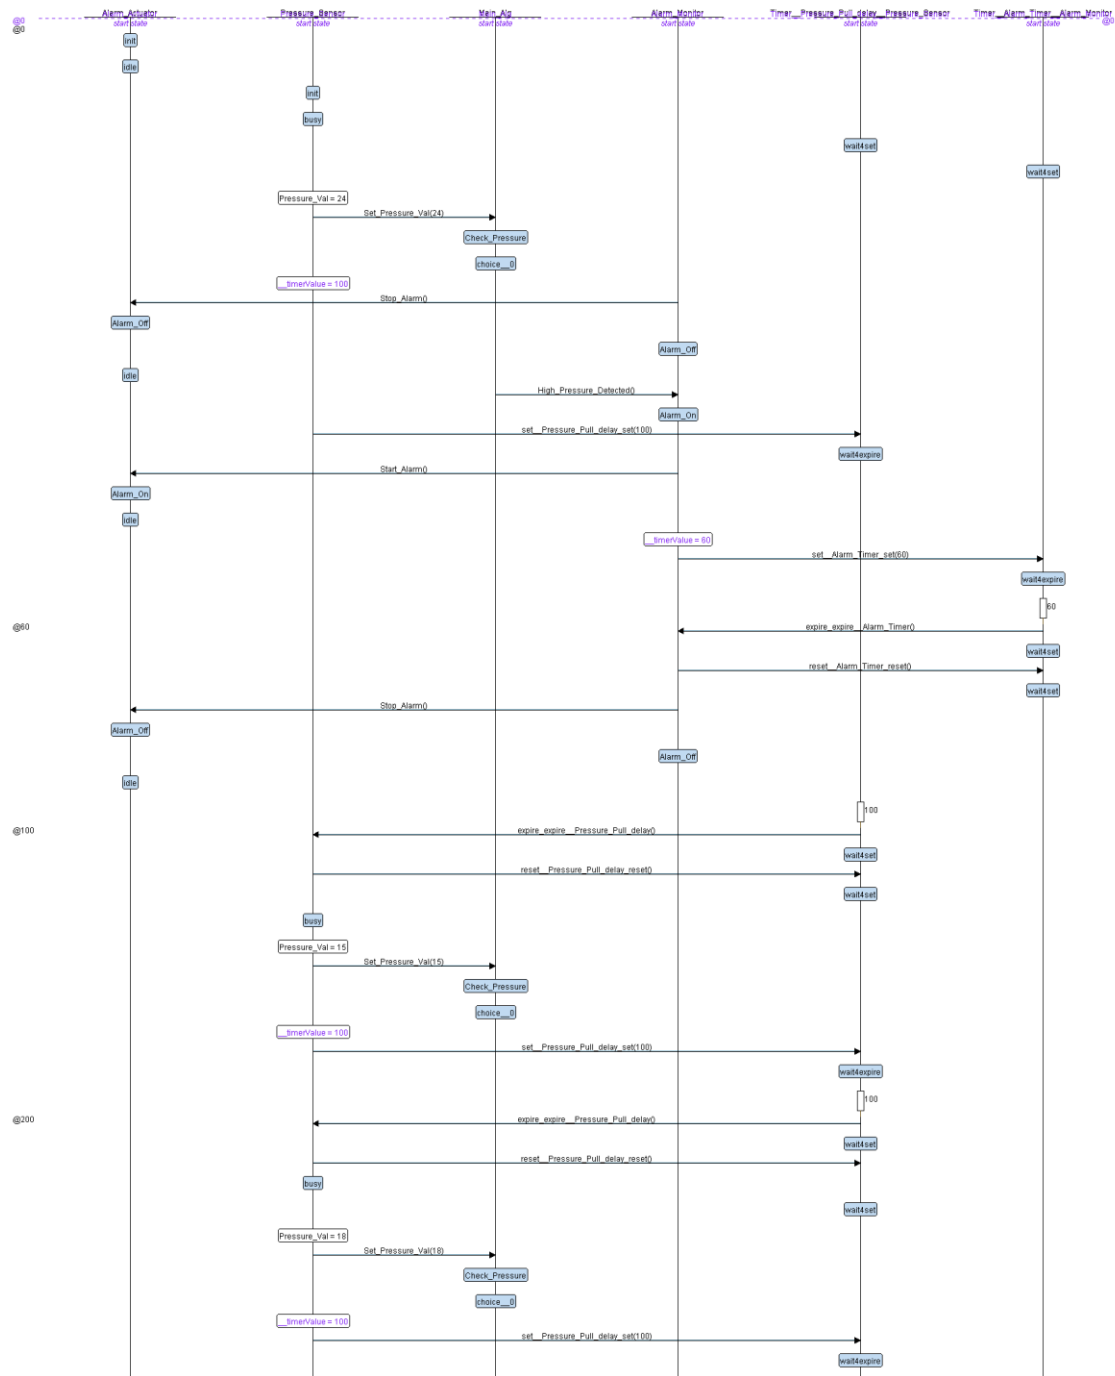 Alarm_Actuator Pressure_Sensor Main_Alg Alarm_Monitor Timer__Pressure_Pull_delay__Pressure_Sensor Timer__Alarm_Timer__Alarm_Monitor
@0 @0
start state start state start state start state start state start state
@0
init
idle
init
busy
wait4set
wait4set
Pressure_Val = 24
Set_Pressure_Val(24)
Check_Pressure
choice__0
__timerValue = 100
Stop_Alarm()
Alarm_Off
Alarm_Off
idle
High_Pressure_Detected()
Alarm_On
set__Pressure_Pull_delay_set(100)
wait4expire
Start_Alarm()
Alarm_On
idle
__timerValue = 60
set__Alarm_Timer_set(60)
wait4expire
60
@60
expire_expire__Alarm_Timer()
wait4set
reset__Alarm_Timer_reset()
wait4set
Stop_Alarm()
Alarm_Off
Alarm_Off
idle
100
@100
expire_expire__Pressure_Pull_delay()
wait4set
reset__Pressure_Pull_delay_reset()
wait4set
busy
Pressure_Val = 15
Set_Pressure_Val(15)
Check_Pressure
choice__0
__timerValue = 100
set__Pressure_Pull_delay_set(100)
wait4expire
100
@200
expire_expire__Pressure_Pull_delay()
wait4set
reset__Pressure_Pull_delay_reset()
busy
wait4set
Pressure_Val = 18
Set_Pressure_Val(18)
Check_Pressure
choice__0
__timerValue = 100
set__Pressure_Pull_delay_set(100)
wait4expire